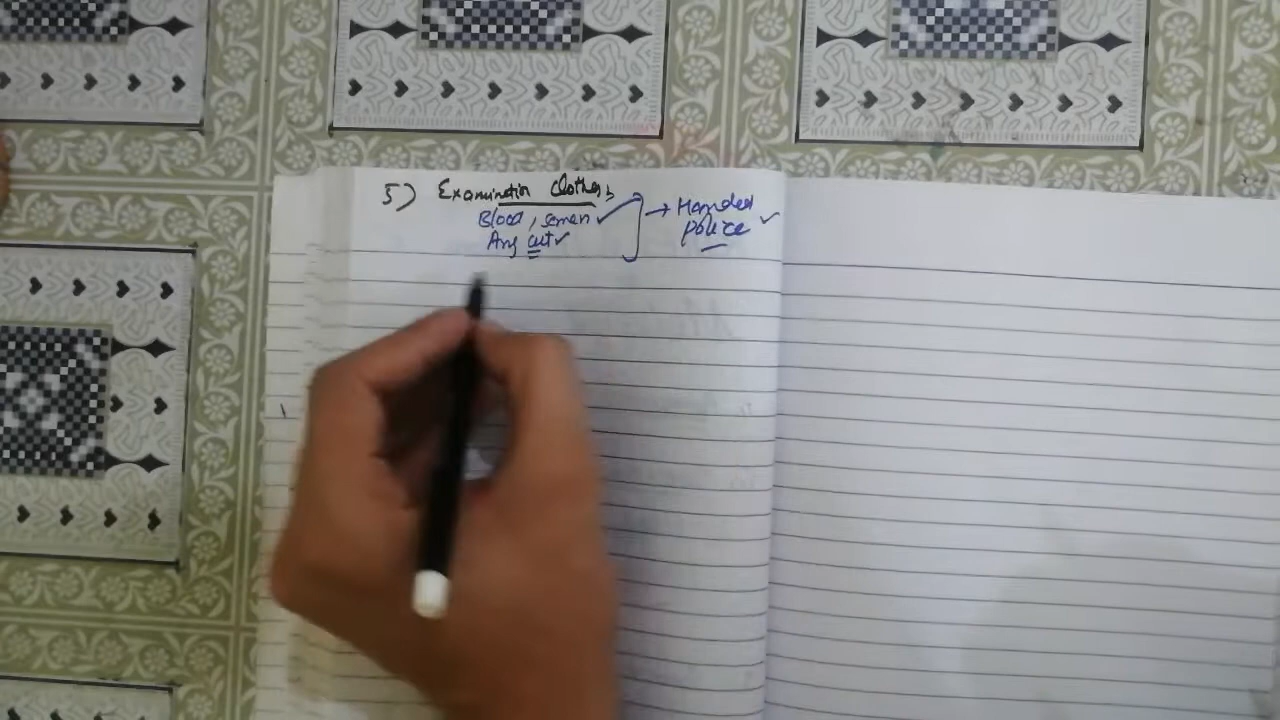 5) Examination clothes
Blood, semen ✓ → Handed
Any cut ✓ police ✓